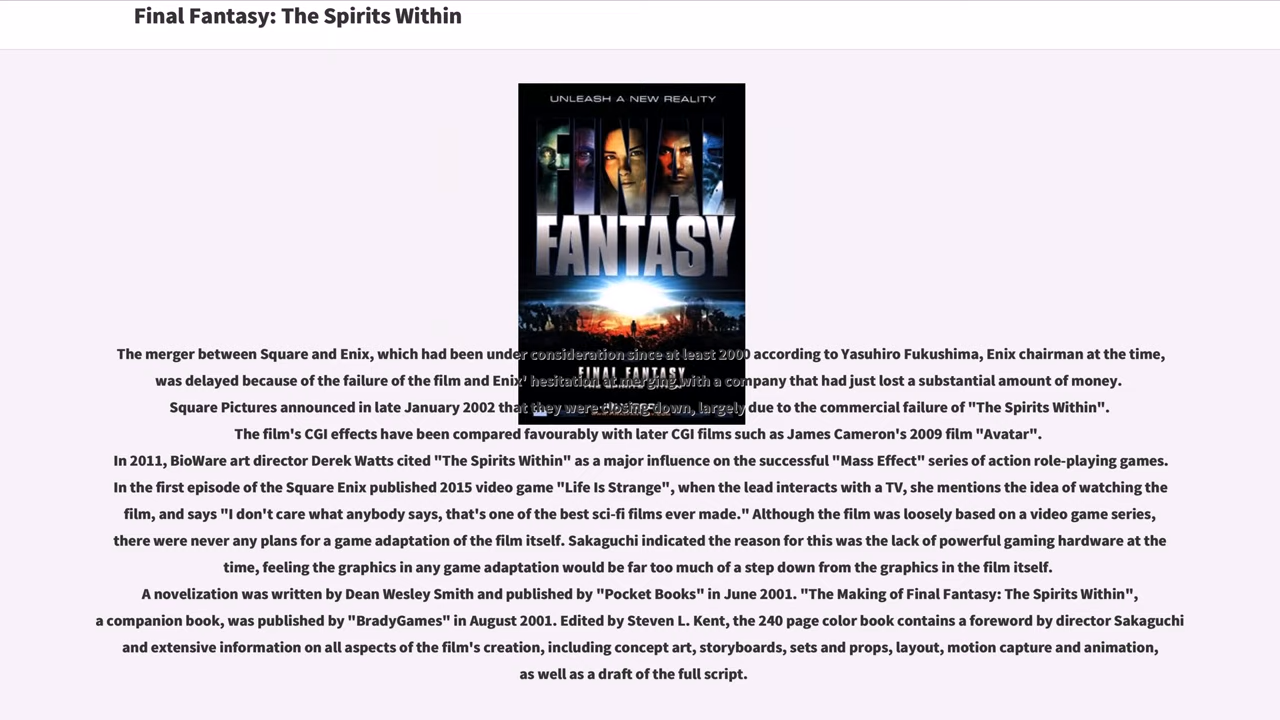 Final Fantasy: The Spirits Within
UNLEASH A NEW REALITY
FINAL
FANTASY
The merger between Square and Enix, which had been under consideration since at least 2000 according to Yasuhiro Fukushima, Enix chairman at the time,
FINAL FANTASY
was delayed because of the failure of the film and Enix' hesitation at merging with a company that had just lost a substantial amount of money.
Square Pictures announced in late January 2002 that they were closing down, largely due to the commercial failure of "The Spirits Within".
The film's CGI effects have been compared favourably with later CGI films such as James Cameron's 2009 film "Avatar".
In 2011, BioWare art director Derek Watts cited "The Spirits Within" as a major influence on the successful "Mass Effect" series of action role-playing games.
In the first episode of the Square Enix published 2015 video game "Life Is Strange", when the lead interacts with a TV, she mentions the idea of watching the
film, and says "I don't care what anybody says, that's one of the best sci-fi films ever made." Although the film was loosely based on a video game series,
there were never any plans for a game adaptation of the film itself. Sakaguchi indicated the reason for this was the lack of powerful gaming hardware at the
time, feeling the graphics in any game adaptation would be far too much of a step down from the graphics in the film itself.
A novelization was written by Dean Wesley Smith and published by "Pocket Books" in June 2001. "The Making of Final Fantasy: The Spirits Within",
a companion book, was published by "BradyGames" in August 2001. Edited by Steven L. Kent, the 240 page color book contains a foreword by director Sakaguchi
and extensive information on all aspects of the film's creation, including concept art, storyboards, sets and props, layout, motion capture and animation,
as well as a draft of the full script.